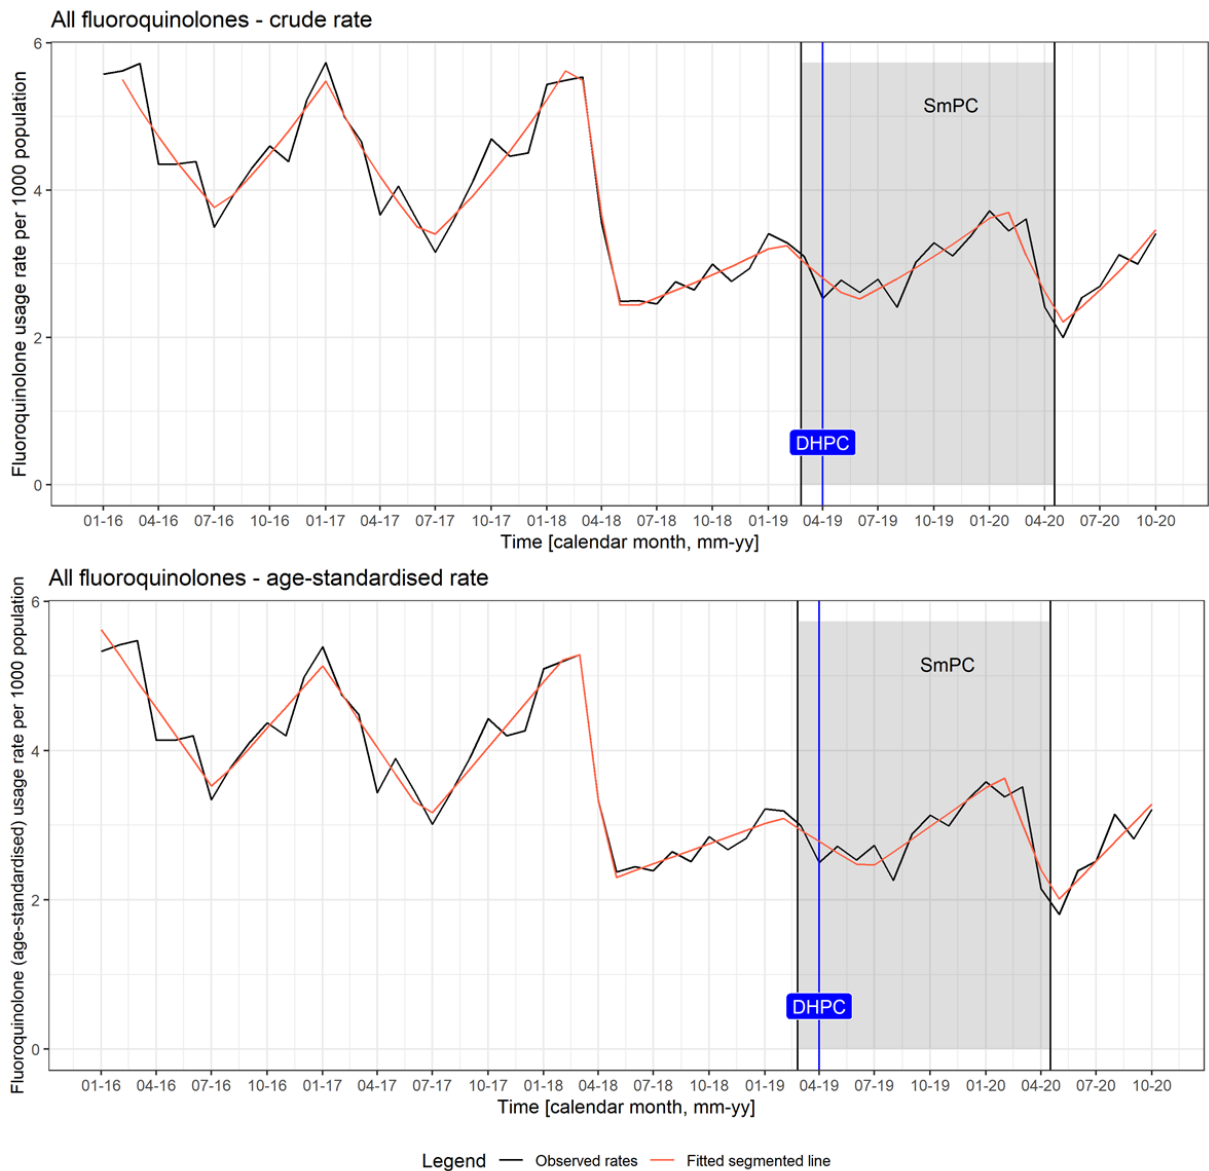 All fluoroquinolones - crude rate
Fluoroquinolone usage rate per 1000 population
6
4
2
0
SmPC
DHPC
01-16 04-16 07-16 10-16 01-17 04-17 07-17 10-17 01-18 04-18 07-18 10-18 01-19 04-19 07-19 10-19 01-20 04-20 07-20 10-20
Time [calendar month, mm-yy]
All fluoroquinolones - age-standardised rate
Fluoroquinolone (age-standardised) usage rate per 1000 population
6
4
2
0
SmPC
DHPC
01-16 04-16 07-16 10-16 01-17 04-17 07-17 10-17 01-18 04-18 07-18 10-18 01-19 04-19 07-19 10-19 01-20 04-20 07-20 10-20
Time [calendar month, mm-yy]
Legend Observed rates Fitted segmented line